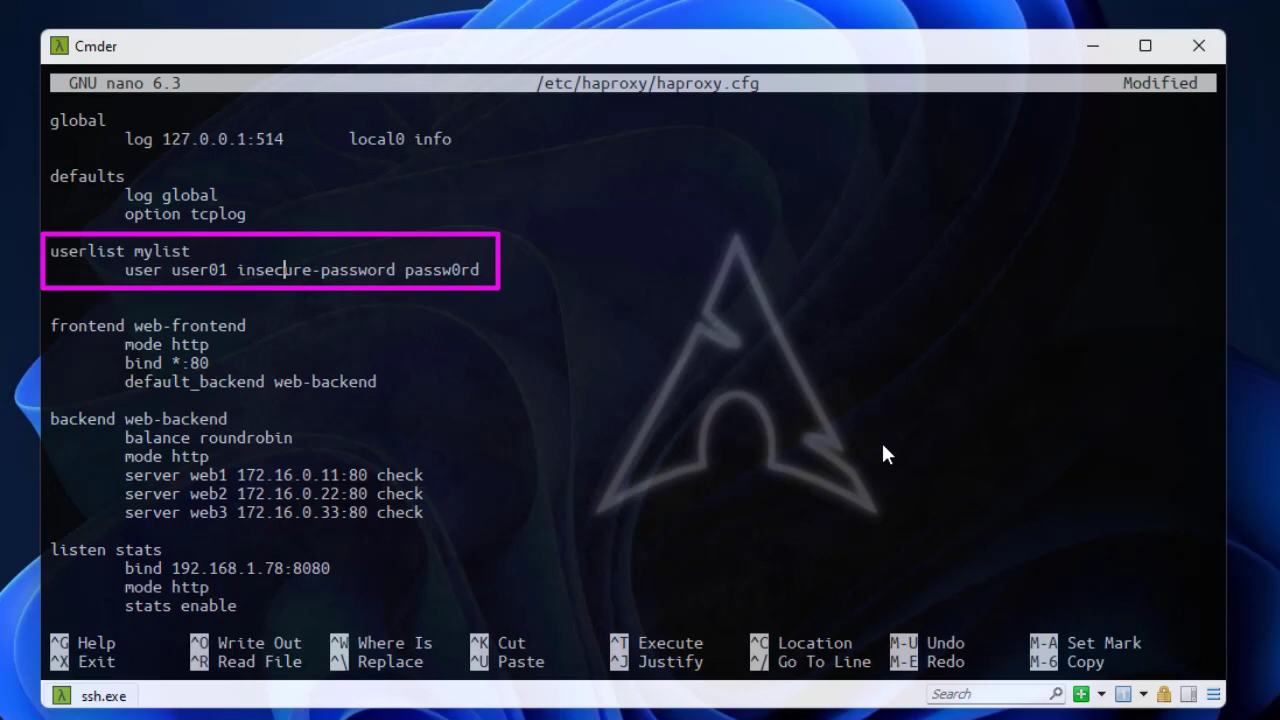 Cmder
GNU nano 6.3 /etc/haproxy/haproxy.cfg Modified
global
log 127.0.0.1:514 local0 info
defaults
log global
option tcplog
userlist mylist
user user01 insecure-password passw0rd
frontend web-frontend
mode http
bind *:80
default_backend web-backend
backend web-backend
balance roundrobin
mode http
server web1 172.16.0.11:80 check
server web2 172.16.0.22:80 check
server web3 172.16.0.33:80 check
listen stats
bind 192.168.1.78:8080
mode http
stats enable
^G Help ^O Write Out ^W Where Is ^K Cut ^T Execute ^C Location M-U Undo M-A Set Mark
^X Exit ^R Read File ^\ Replace ^U Paste ^J Justify ^/ Go To Line M-E Redo M-6 Copy
λ ssh.exe Search